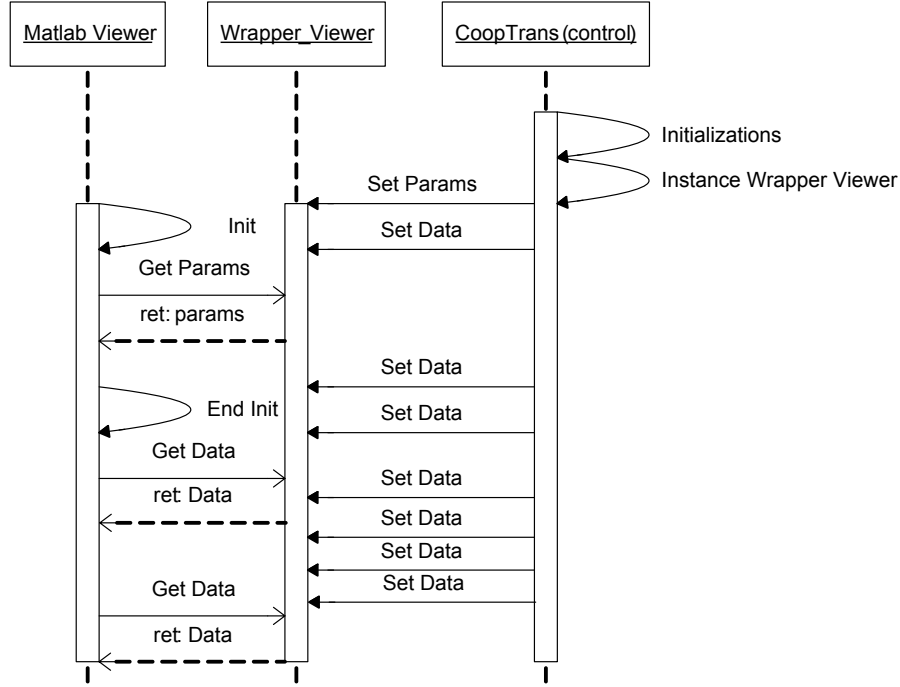 Matlab Viewer
Wrapper_Viewer
CoopTrans (control)
Initializations
Instance Wrapper Viewer
Set Params
Init
Set Data
Get Params
ret: params
Set Data
End Init
Set Data
Get Data
Set Data
ret: Data
Set Data
Set Data
Get Data
Set Data
ret: Data